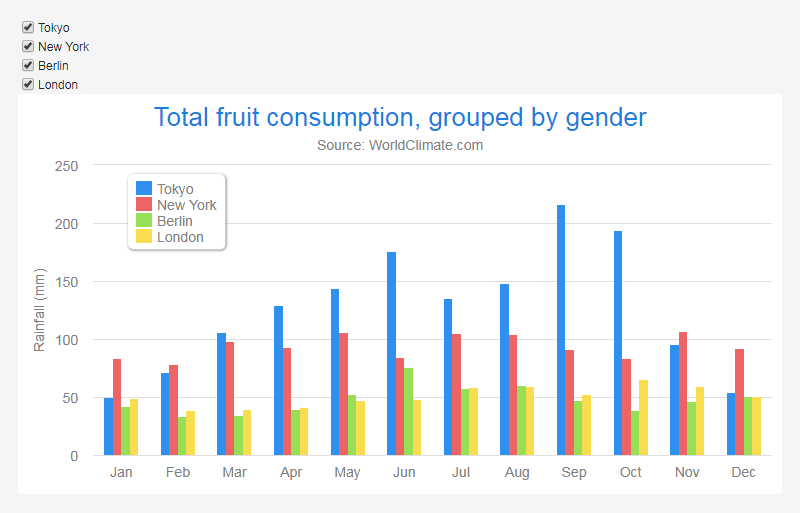 Tokyo
New York
Berlin
London
Total fruit consumption, grouped by gender
Source: WorldClimate.com
250
200
150
100
50
0
Rainfall (mm)
Tokyo
New York
Berlin
London
Jan Feb Mar Apr May Jun Jul Aug Sep Oct Nov Dec